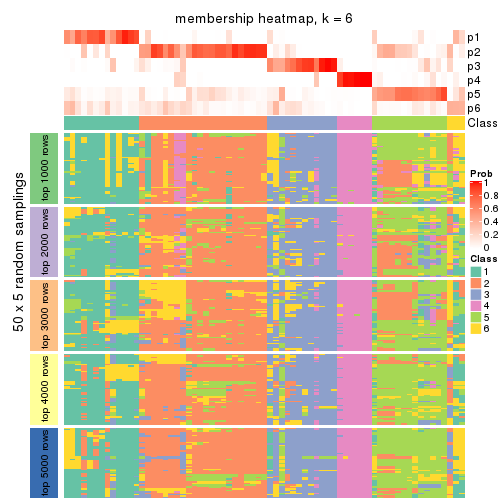 membership heatmap, k = 6
p1
p2
p3
p4
p5
p6
Class
50 x 5 random samplings
top 1000 rows
top 2000 rows
top 3000 rows
top 4000 rows
top 5000 rows
Prob
1
0.8
0.6
0.4
0.2
0
Class
1
2
3
4
5
6